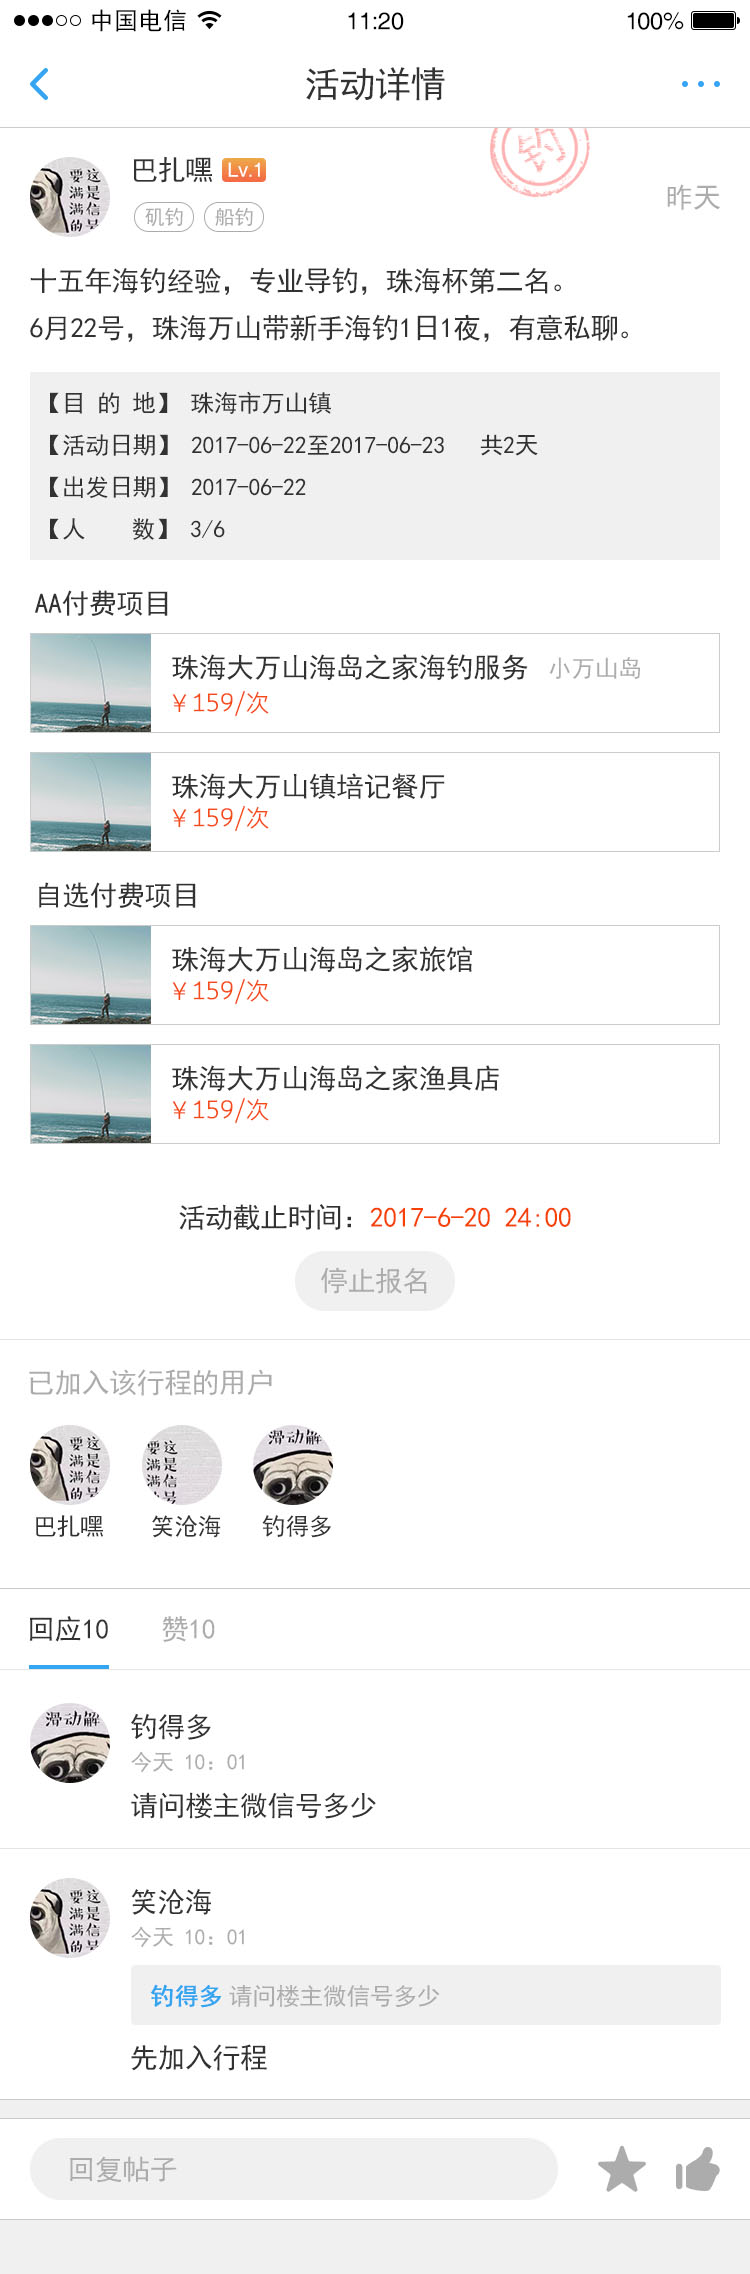 中国电信 11:20 100%
活动详情
钓
巴扎嘿 Lv.1
昨天
矶钓 船钓
要这
满是
满信
的号
十五年海钓经验，专业导钓，珠海杯第二名。
6月22号，珠海万山带新手海钓1日1夜，有意私聊。
【目 的 地】 珠海市万山镇
【活动日期】 2017-06-22至2017-06-23 共2天
【出发日期】 2017-06-22
【人 数】 3/6
AA付费项目
珠海大万山海岛之家海钓服务 小万山岛
￥159/次
珠海大万山镇培记餐厅
￥159/次
自选付费项目
珠海大万山海岛之家旅馆
￥159/次
珠海大万山海岛之家渔具店
￥159/次
活动截止时间：2017-6-20 24:00
停止报名
已加入该行程的用户
要这
满是
满信
的号
要这
满是
满信
滑动解
巴扎嘿 笑沧海 钓得多
回应10 赞10
滑动解
钓得多
今天 10：01
请问楼主微信号多少
要这
满是
满信
的号
笑沧海
今天 10：01
钓得多 请问楼主微信号多少
先加入行程
回复帖子